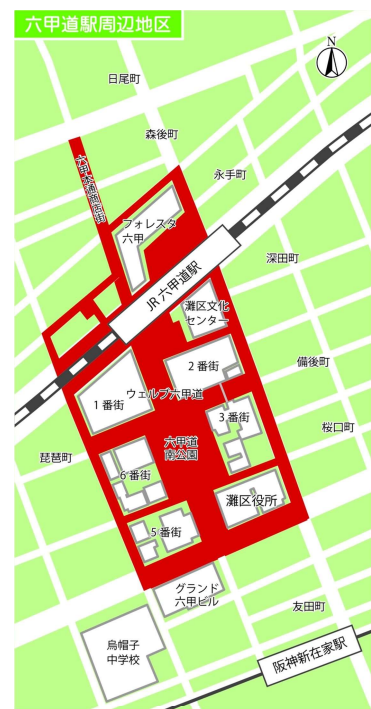 六甲道駅周辺地区
N
日尾町
森後町
六甲本通商店街
永手町
フォレスタ
六甲
JR 六甲道駅
深田町
灘区文化
センター
2 番街
備後町
ウェルブ六甲道
1 番街
3 番街
桜口町
六甲道
南公園
琵琶町
6 番街
灘区役所
5 番街
グランド
六甲ビル
友田町
烏帽子
中学校
阪神新在家駅